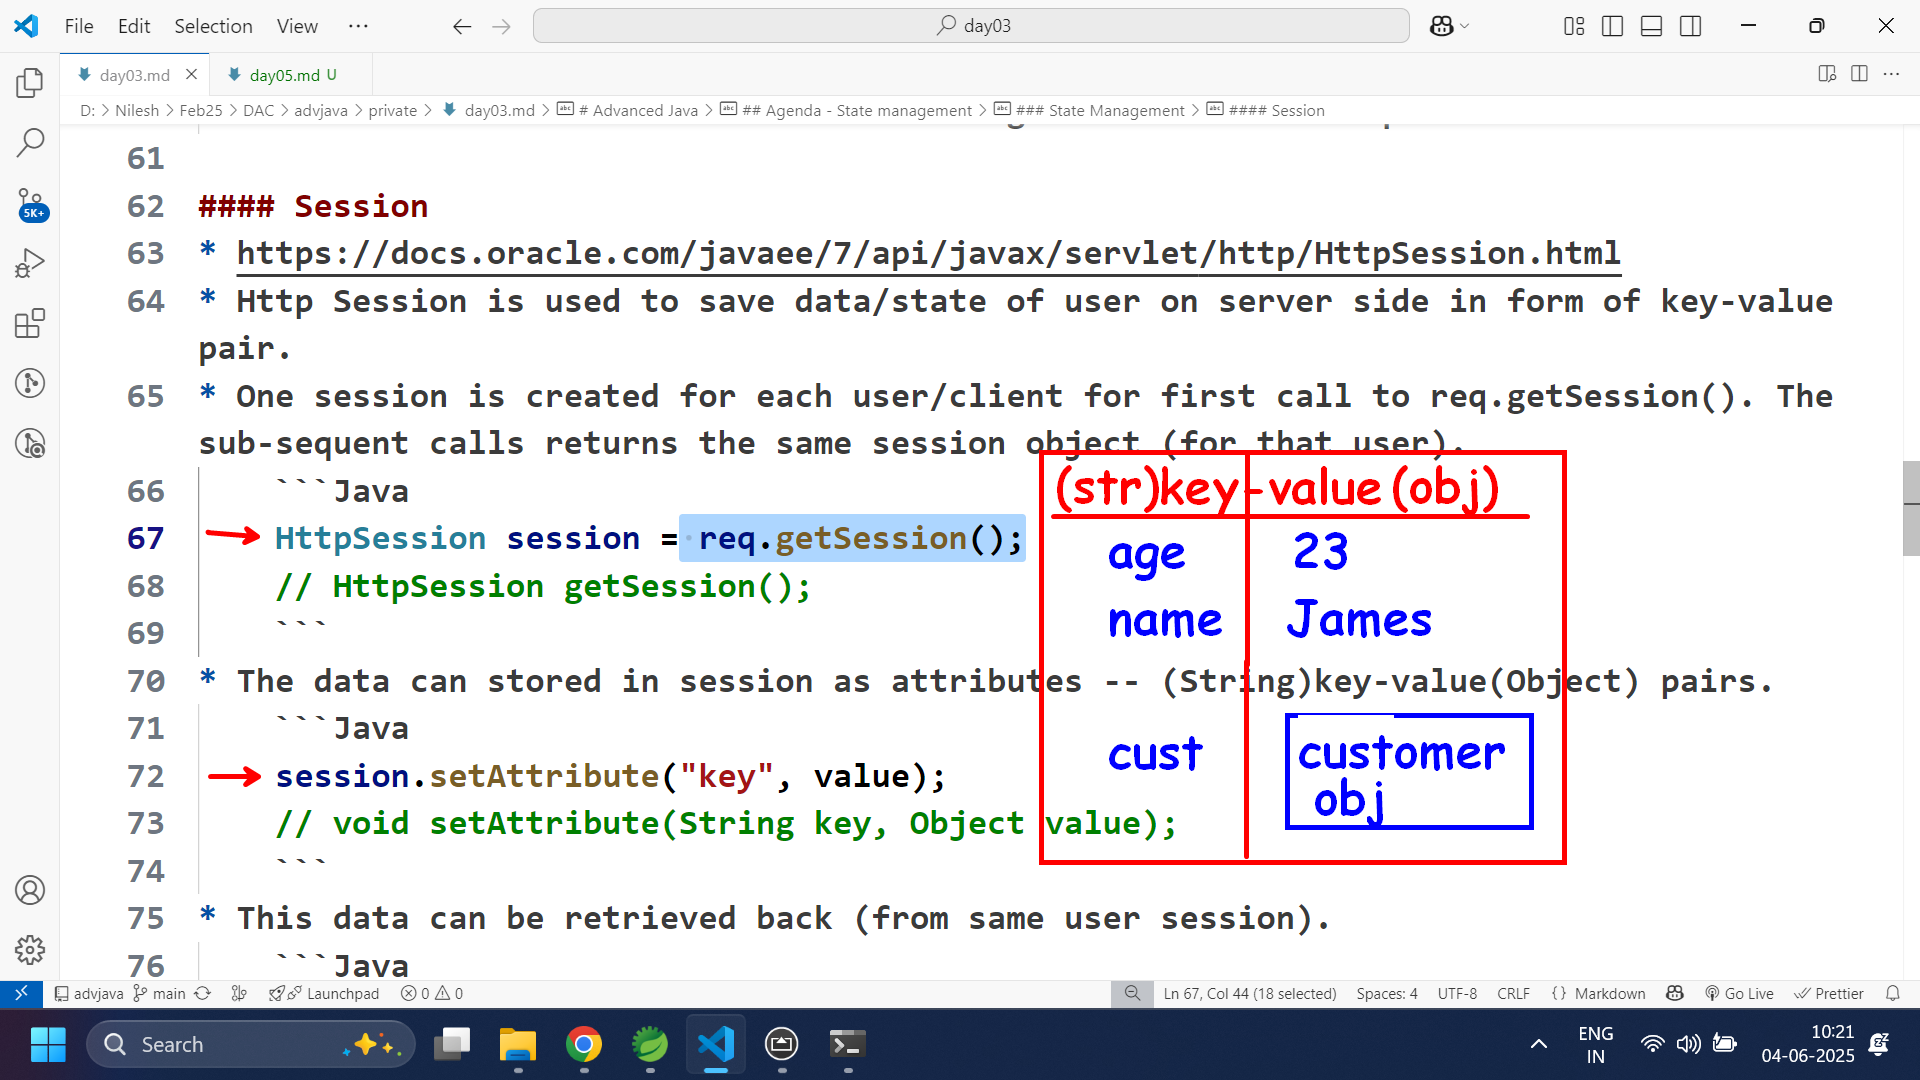 File Edit Selection View ··· day03
day03.md day05.md U
D: > Nilesh > Feb25 > DAC > advjava > private > day03.md > # Advanced Java > ## Agenda - State management > ### State Management > #### Session
61
62 #### Session
63 * https://docs.oracle.com/javaee/7/api/javax/servlet/http/HttpSession.html
64 * Http Session is used to save data/state of user on server side in form of key-value
pair.
65 * One session is created for each user/client for first call to req.getSession(). The
sub-sequent calls returns the same session object (for that user).
66 ```Java
67 HttpSession session = req.getSession();
68 // HttpSession getSession();
69 ```
70 * The data can stored in session as attributes -- (String)key-value(Object) pairs.
71 ```Java
72 session.setAttribute("key", value);
73 // void setAttribute(String key, Object value);
74 ```
75 * This data can be retrieved back (from same user session).
76 ```Java
(str)key-value(obj)
age 23
name James
cust customer
obj
5K+
advjava main Launchpad 0 0 Ln 67, Col 44 (18 selected) Spaces: 4 UTF-8 CRLF {} Markdown Go Live Prettier
Search ENG
IN
10:21
04-06-2025